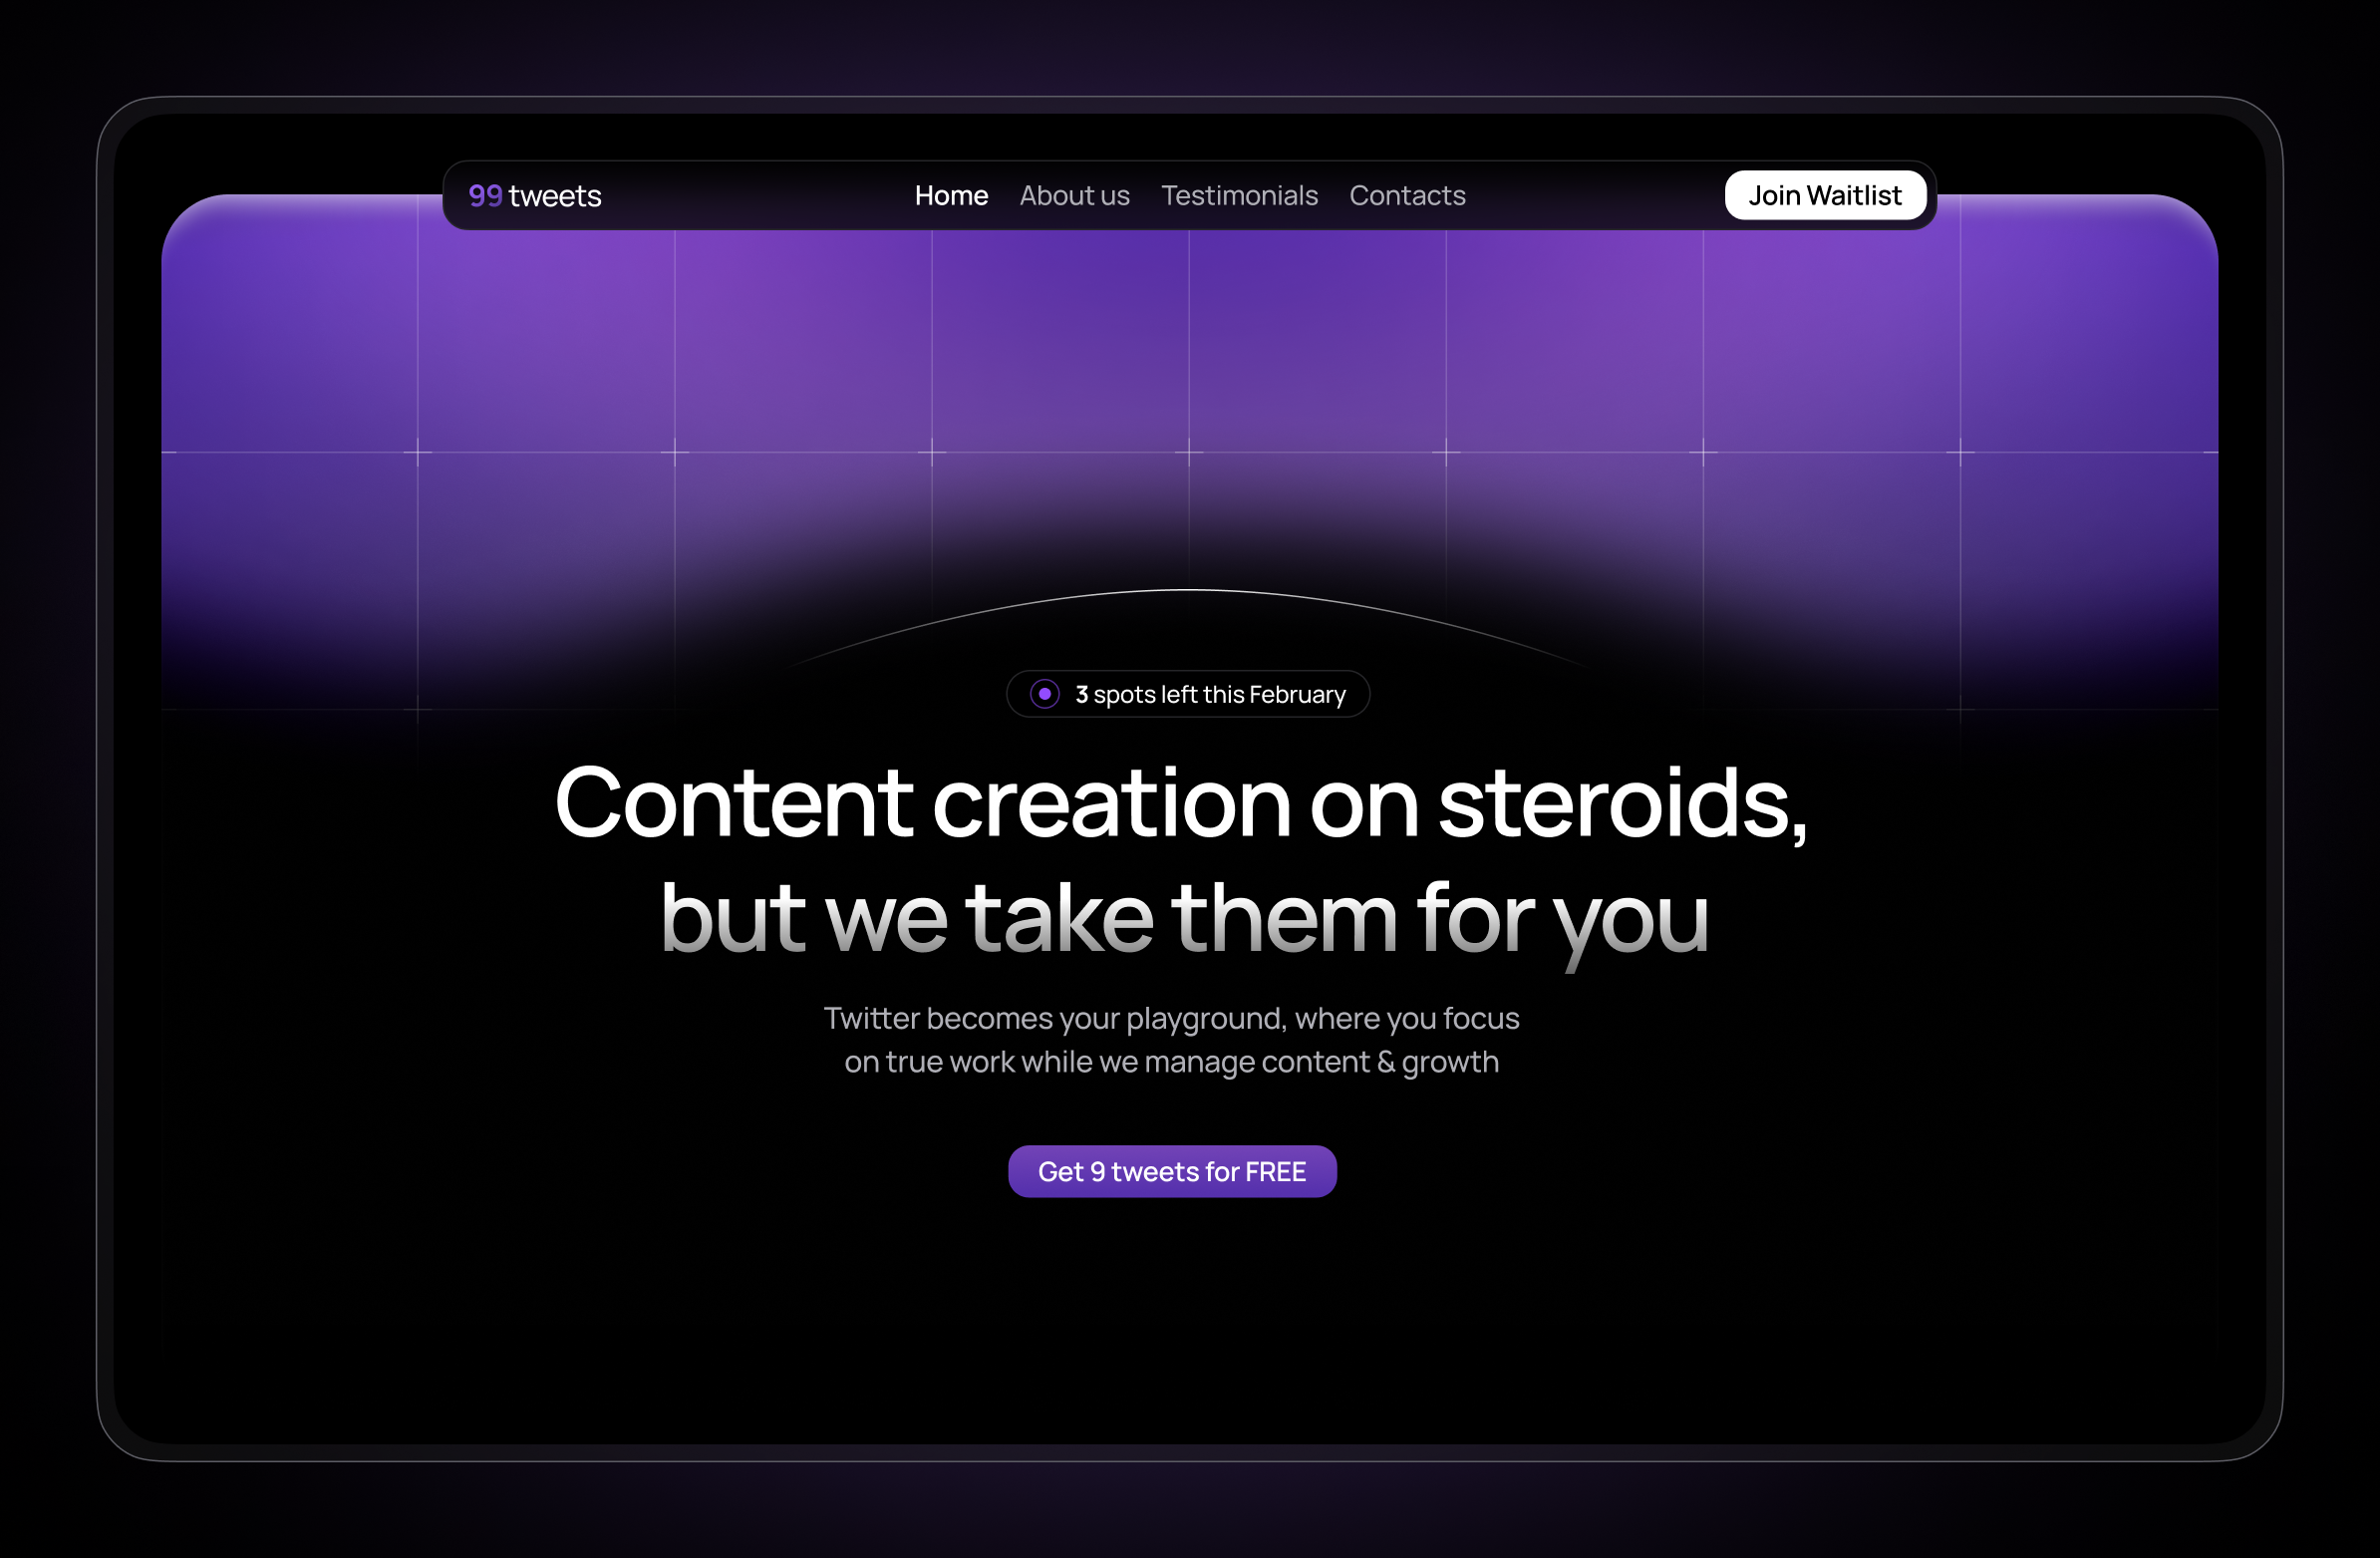 99 tweets
Home About us Testimonials Contacts
Join Waitlist
3 spots left this February
Content creation on steroids,
but we take them for you
Twitter becomes your playground, where you focus
on true work while we manage content & growth
Get 9 tweets for FREE